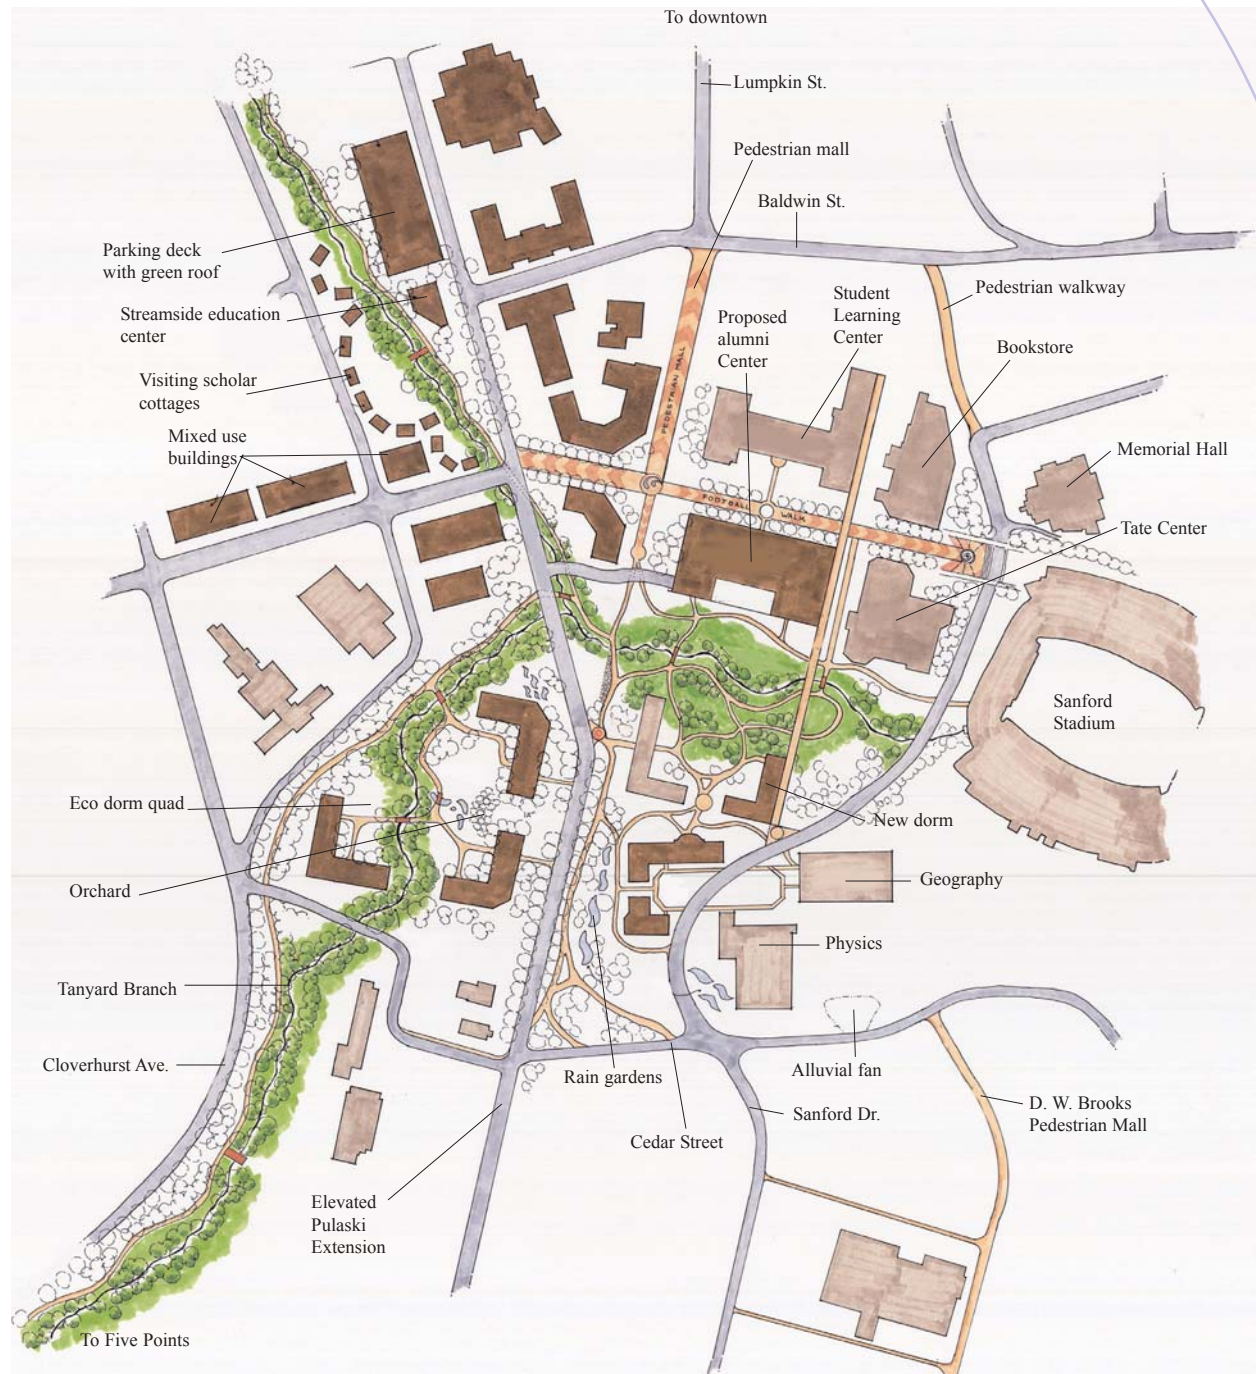 To downtown
Lumpkin St.
Pedestrian mall
Baldwin St.
Parking deck
with green roof
Pedestrian walkway
Streamside education
center
Student
Learning
Center
Proposed
alumni
Center
Bookstore
Visiting scholar
cottages
PEDESTRIAN MALL
Mixed use
buildings
Memorial Hall
FOOTBALL WALK
Tate Center
Sanford
Stadium
Eco dorm quad
New dorm
Orchard
Geography
Physics
Tanyard Branch
Cloverhurst Ave.
Rain gardens
Alluvial fan
Sanford Dr.
D. W. Brooks
Pedestrian Mall
Cedar Street
Elevated
Pulaski
Extension
To Five Points